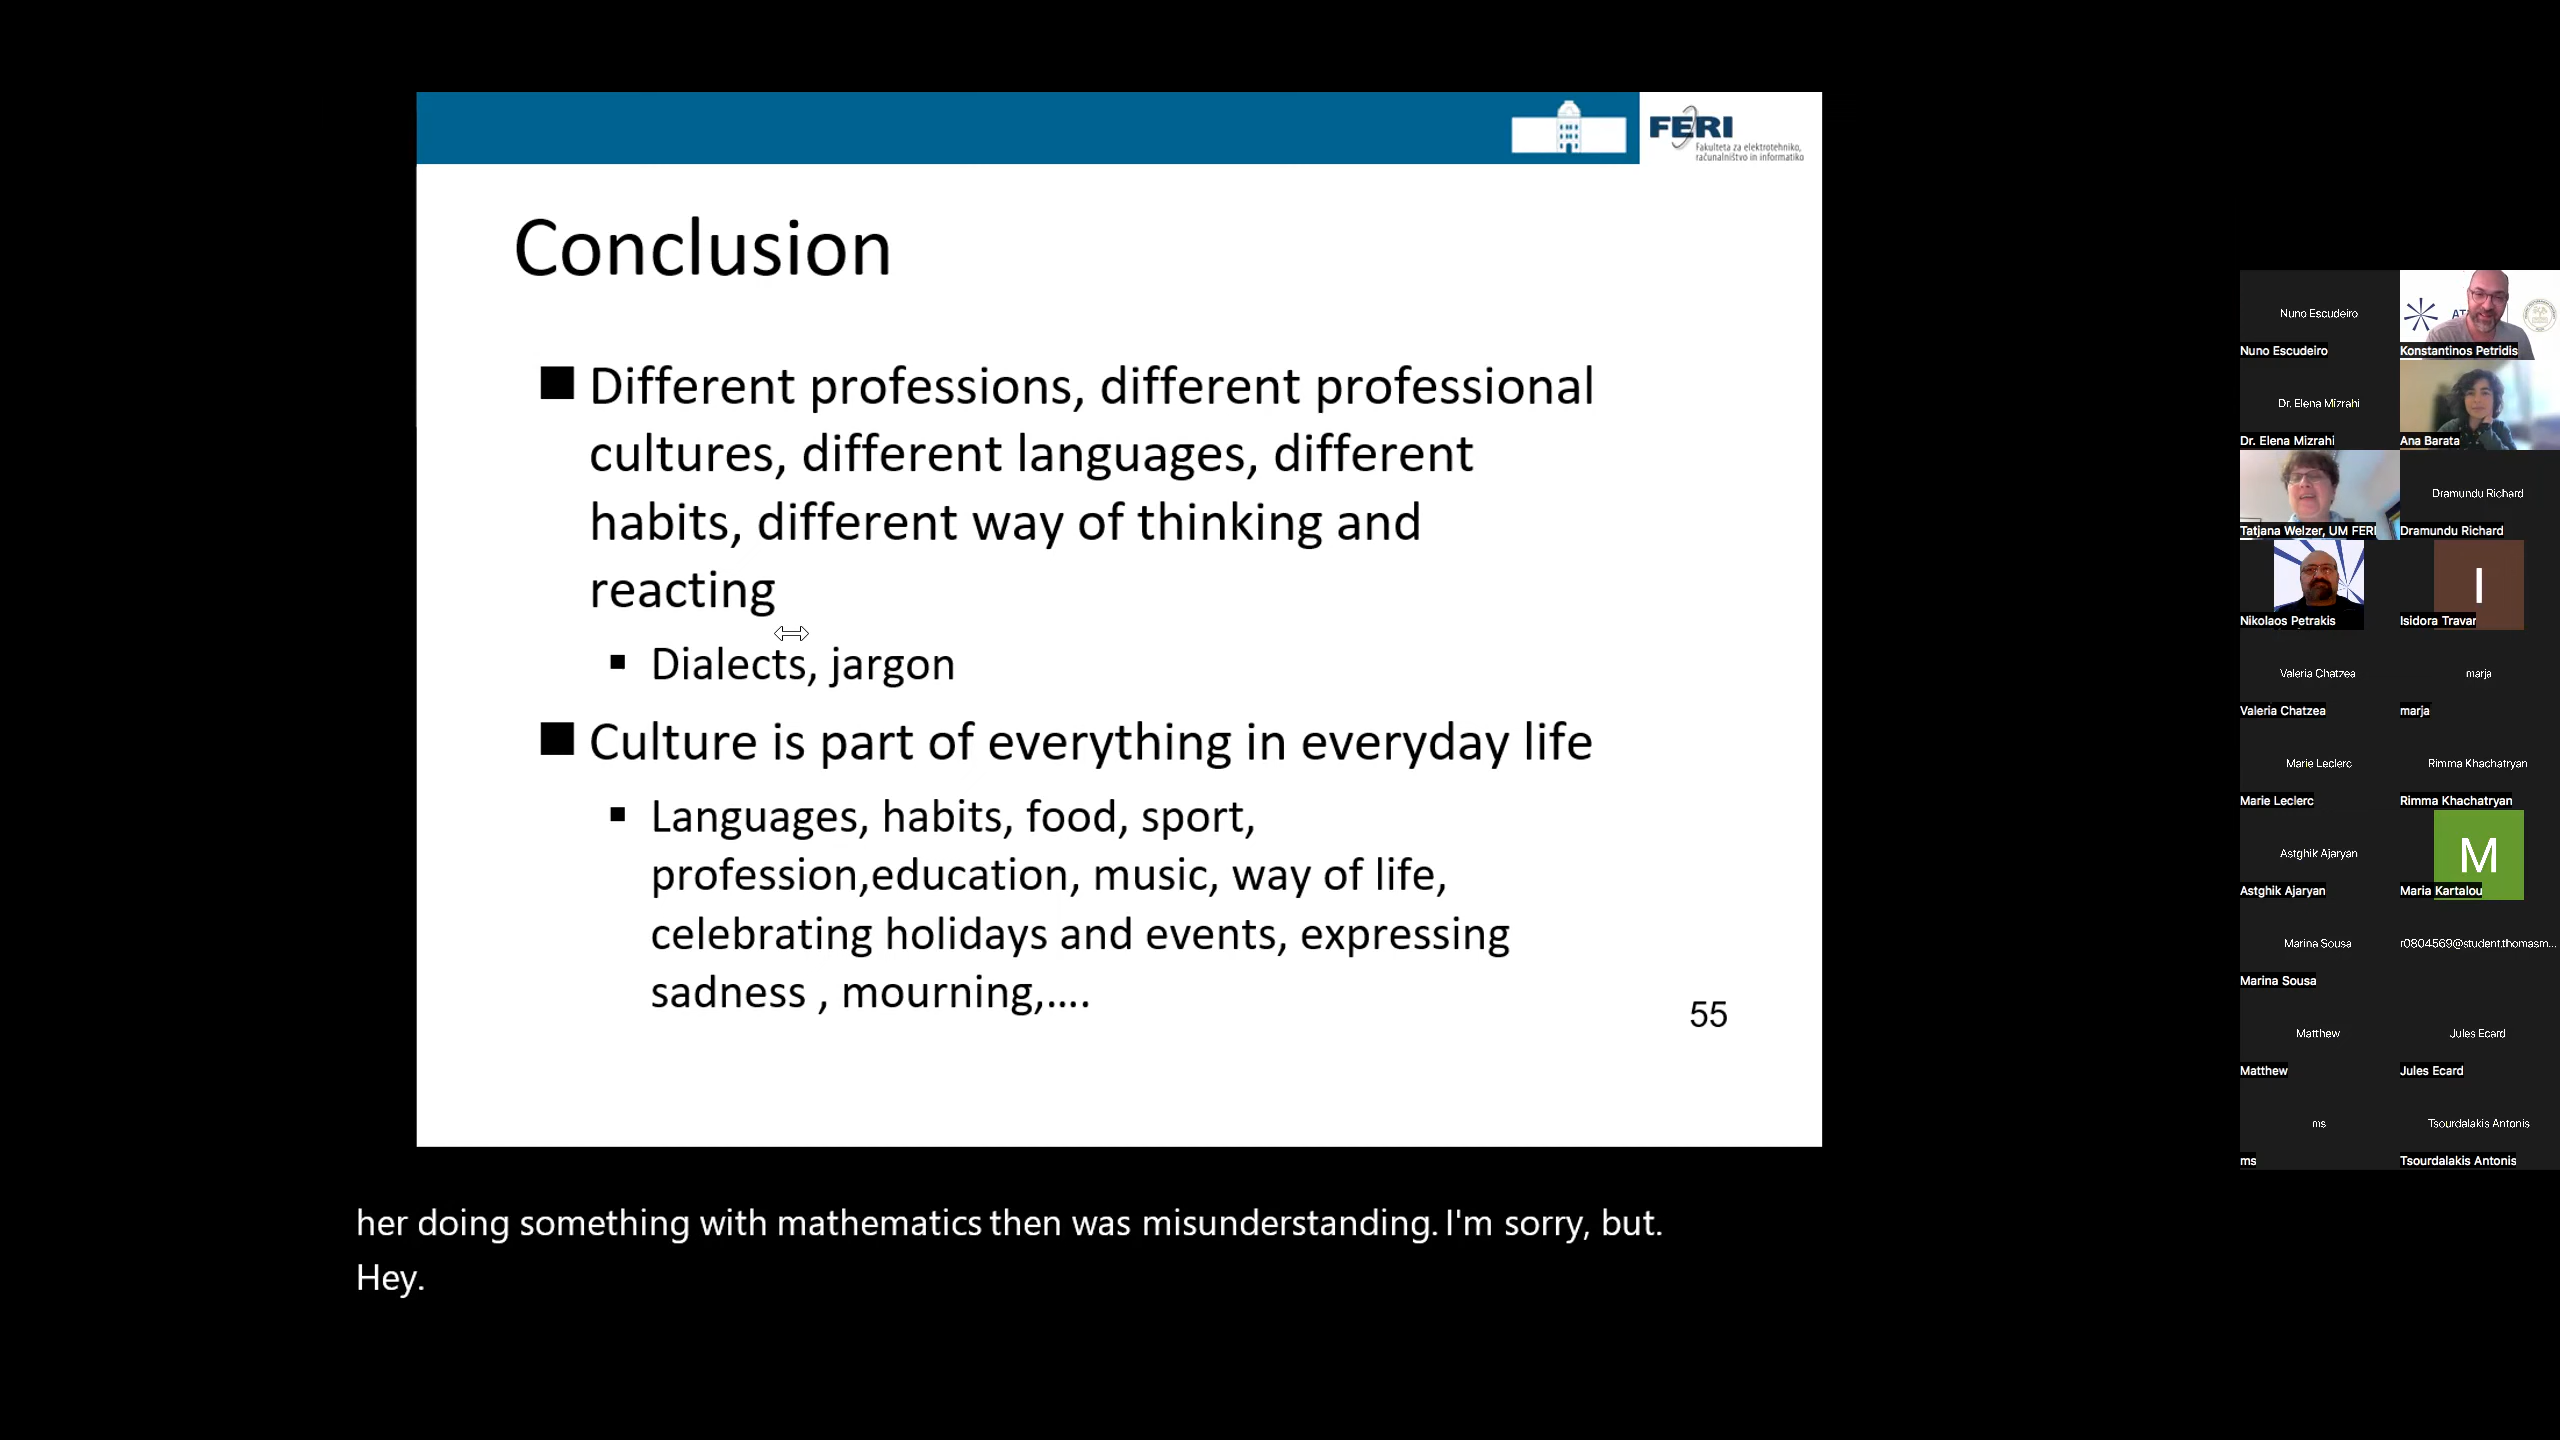 FERI
Fakulteta za elektrotehniko,
računalništvo in informatiko
Conclusion
Different professions, different professional
cultures, different languages, different
habits, different way of thinking and
reacting
Dialects, jargon
Culture is part of everything in everyday life
Languages, habits, food, sport,
profession,education, music, way of life,
celebrating holidays and events, expressing
sadness , mourning,....
55
her doing something with mathematics then was misunderstanding. I'm sorry, but.
Hey.
Nuno Escudeiro
Nuno Escudeiro
Konstantinos Petridis
Dr. Elena Mizrahi
Dr. Elena Mizrahi
Ana Barata
Tatjana Welzer, UM FERI
Dramundu Richard
Dramundu Richard
Nikolaos Petrakis
I
Isidora Travar
Valeria Chatzea
Valeria Chatzea
marja
marja
Marie Leclerc
Marie Leclerc
Rimma Khachatryan
Rimma Khachatryan
Astghik Ajaryan
Astghik Ajaryan
M
Maria Kartalou
Marina Sousa
Marina Sousa
r0804569@student.thomasm...
Matthew
Matthew
Jules Ecard
Jules Ecard
ms
ms
Tsourdalakis Antonis
Tsourdalakis Antonis